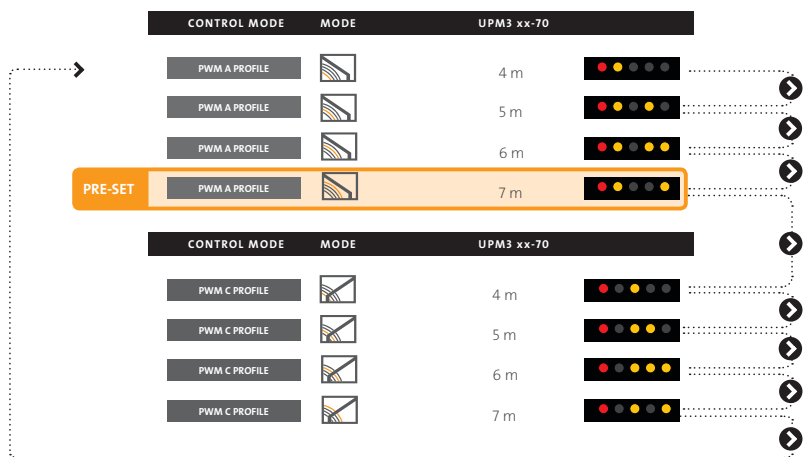 CONTROL MODE MODE UPM3 xx-70
PWM A PROFILE 4 m
PWM A PROFILE 5 m
PWM A PROFILE 6 m
PRE-SET PWM A PROFILE 7 m
CONTROL MODE MODE UPM3 xx-70
PWM C PROFILE 4 m
PWM C PROFILE 5 m
PWM C PROFILE 6 m
PWM C PROFILE 7 m